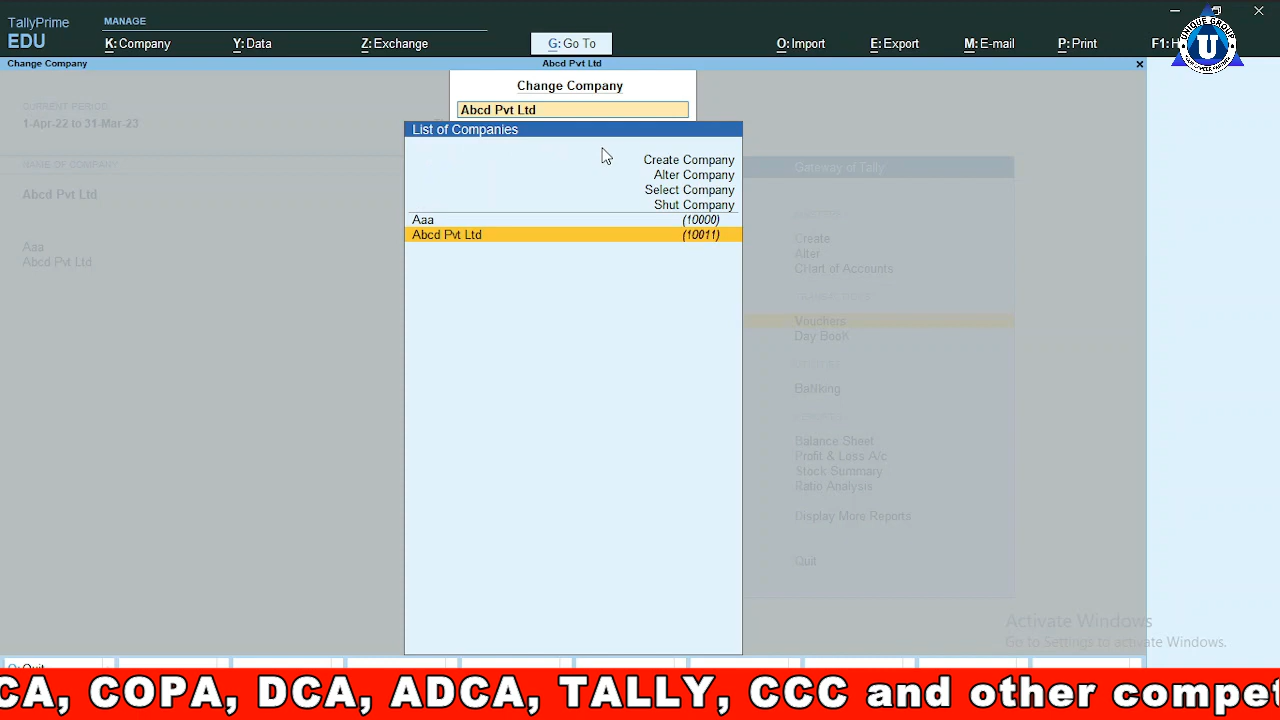 TallyPrime
EDU
MANAGE
K: Company
Y: Data
Z: Exchange
G: Go To
O: Import
E: Export
M: E-mail
P: Print
F1: H
UNIQUE GROUP
U
Change Company
Abcd Pvt Ltd
Change Company
Abcd Pvt Ltd
List of Companies
Create Company
Alter Company
Select Company
Shut Company
Aaa (10000)
Abcd Pvt Ltd (10011)
CURRENT PERIOD
1-Apr-22 to 31-Mar-23
NAME OF COMPANY
Abcd Pvt Ltd
Aaa
Abcd Pvt Ltd
Gateway of Tally
Create
Alter
CHart of Accounts
Vouchers
Day BooK
BaNking
Balance Sheet
Profit & Loss A/c
Stock Summary
Ratio Analysis
Display More Reports
Quit
Activate Windows
Go to Settings to activate Windows.
Q: Quit
CA, COPA, DCA, ADCA, TALLY, CCC and other compet